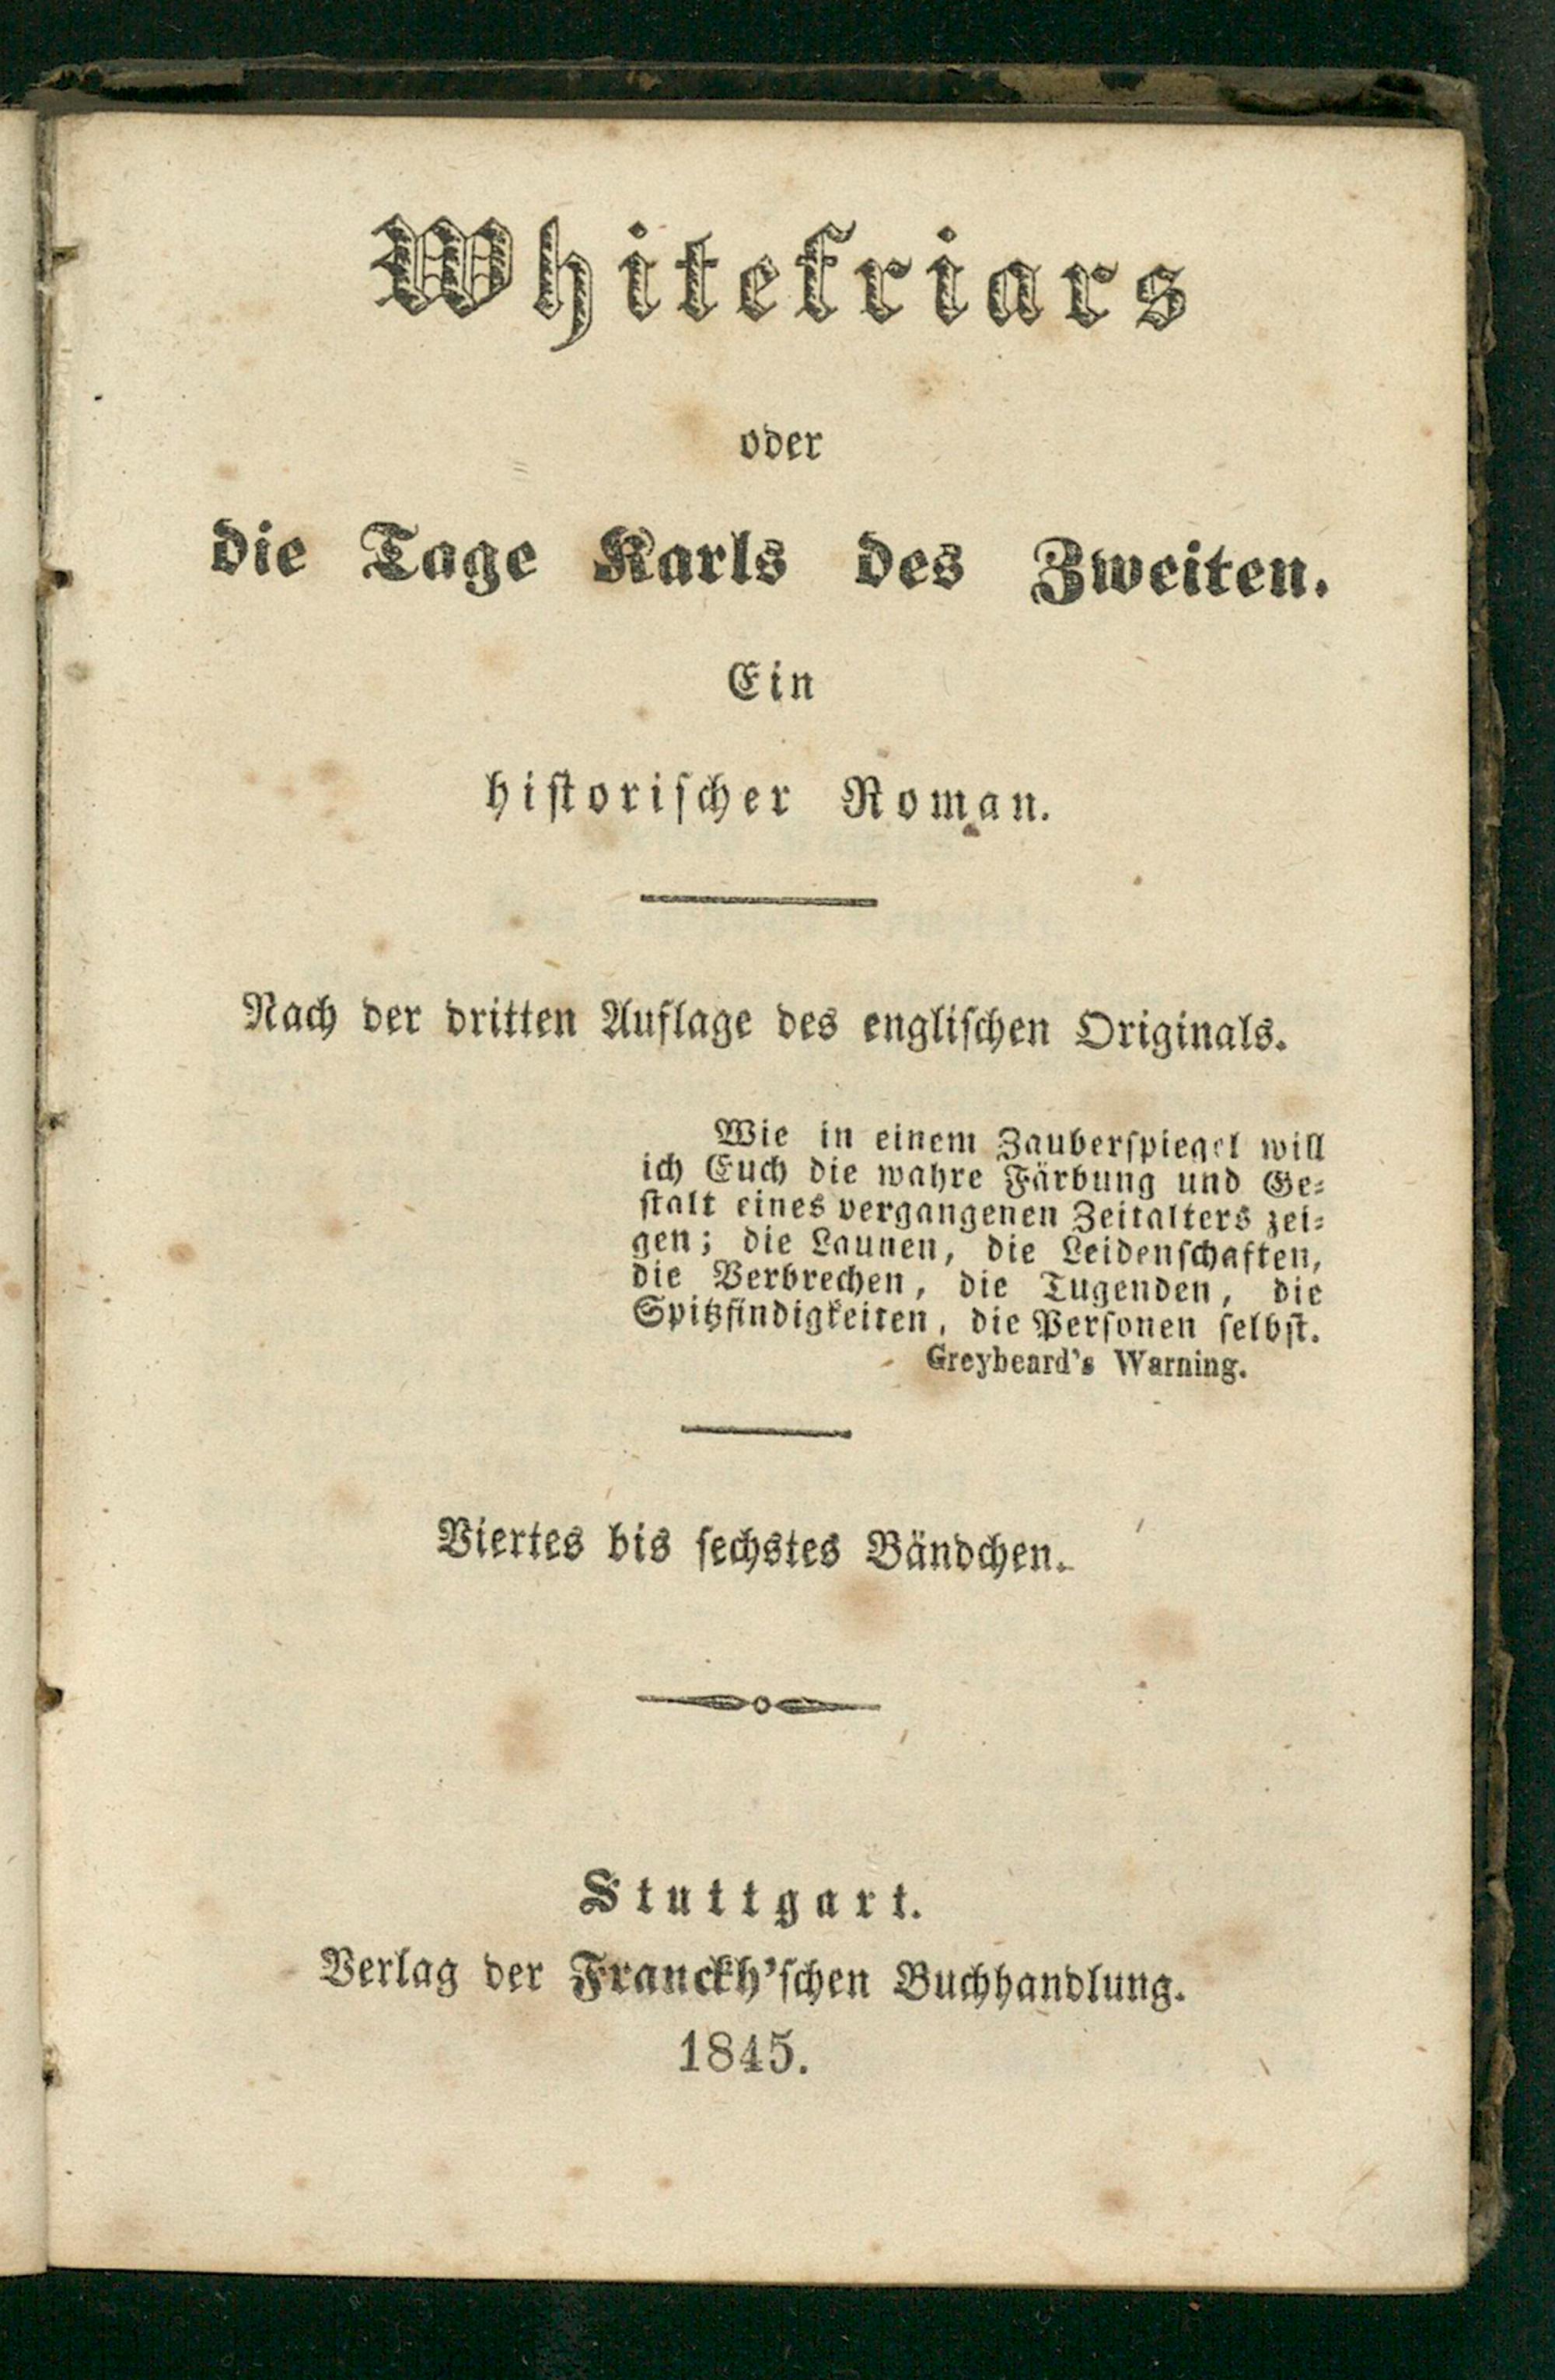 Whitefriars
oder
die Tage Karls des Zweiten.
Ein
historischer Roman.
Nach der dritten Auflage des englischen Originals.
Wie in einem Zauberspiegel will
ich Euch die wahre Färbung und Ge-
stalt eines vergangenen Zeitalters zei-
gen; die Launen, die Leidenschaften,
die Verbrechen, die Tugenden, die
Spitzfindigkeiten, die Personen selbst.
Greybeard's Warning.
Viertes bis sechstes Bändchen.
Stuttgart.
Verlag der Franckh'schen Buchhandlung.
1845.